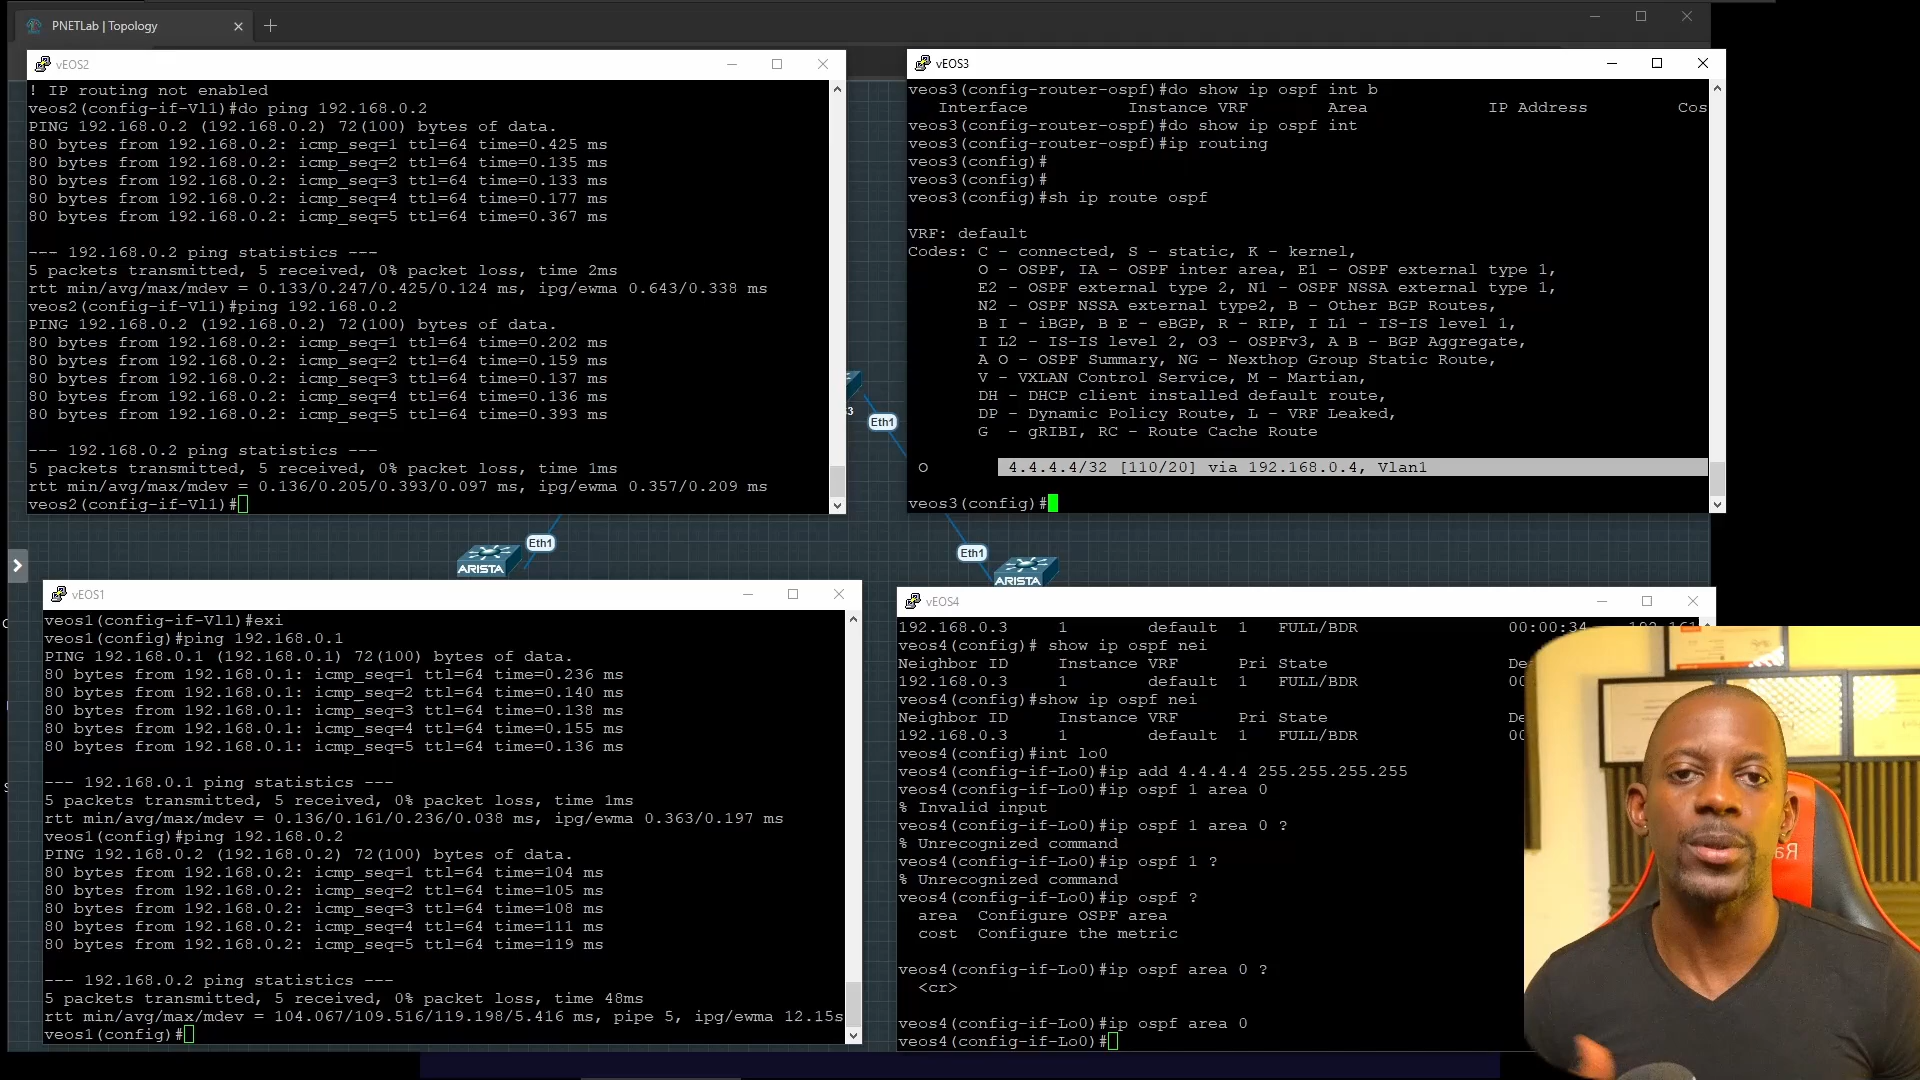 PNETLab | Topology
vEOS2
! IP routing not enabled
veos2(config-if-Vl1)#do ping 192.168.0.2
PING 192.168.0.2 (192.168.0.2) 72(100) bytes of data.
80 bytes from 192.168.0.2: icmp_seq=1 ttl=64 time=0.425 ms
80 bytes from 192.168.0.2: icmp_seq=2 ttl=64 time=0.135 ms
80 bytes from 192.168.0.2: icmp_seq=3 ttl=64 time=0.133 ms
80 bytes from 192.168.0.2: icmp_seq=4 ttl=64 time=0.177 ms
80 bytes from 192.168.0.2: icmp_seq=5 ttl=64 time=0.367 ms
--- 192.168.0.2 ping statistics ---
5 packets transmitted, 5 received, 0% packet loss, time 2ms
rtt min/avg/max/mdev = 0.133/0.247/0.425/0.124 ms, ipg/ewma 0.643/0.338 ms
veos2(config-if-Vl1)#ping 192.168.0.2
PING 192.168.0.2 (192.168.0.2) 72(100) bytes of data.
80 bytes from 192.168.0.2: icmp_seq=1 ttl=64 time=0.202 ms
80 bytes from 192.168.0.2: icmp_seq=2 ttl=64 time=0.159 ms
80 bytes from 192.168.0.2: icmp_seq=3 ttl=64 time=0.137 ms
80 bytes from 192.168.0.2: icmp_seq=4 ttl=64 time=0.136 ms
80 bytes from 192.168.0.2: icmp_seq=5 ttl=64 time=0.393 ms
--- 192.168.0.2 ping statistics ---
5 packets transmitted, 5 received, 0% packet loss, time 1ms
rtt min/avg/max/mdev = 0.136/0.205/0.393/0.097 ms, ipg/ewma 0.357/0.209 ms
veos2(config-if-Vl1)#
vEOS3
veos3(config-router-ospf)#do show ip ospf int b
Interface Instance VRF Area IP Address Cos
veos3(config-router-ospf)#do show ip ospf int
veos3(config-router-ospf)#ip routing
veos3(config)#
veos3(config)#
veos3(config)#sh ip route ospf
VRF: default
Codes: C - connected, S - static, K - kernel,
O - OSPF, IA - OSPF inter area, E1 - OSPF external type 1,
E2 - OSPF external type 2, N1 - OSPF NSSA external type 1,
N2 - OSPF NSSA external type2, B - Other BGP Routes,
B I - iBGP, B E - eBGP, R - RIP, I L1 - IS-IS level 1,
I L2 - IS-IS level 2, O3 - OSPFv3, A B - BGP Aggregate,
A O - OSPF Summary, NG - Nexthop Group Static Route,
V - VXLAN Control Service, M - Martian,
DH - DHCP client installed default route,
DP - Dynamic Policy Route, L - VRF Leaked,
G - gRIBI, RC - Route Cache Route
O 4.4.4.4/32 [110/20] via 192.168.0.4, Vlan1
veos3(config)#
3
Eth1
Eth1
ARISTA
Eth1
ARISTA
vEOS1
veos1(config-if-Vl1)#exi
veos1(config)#ping 192.168.0.1
PING 192.168.0.1 (192.168.0.1) 72(100) bytes of data.
80 bytes from 192.168.0.1: icmp_seq=1 ttl=64 time=0.236 ms
80 bytes from 192.168.0.1: icmp_seq=2 ttl=64 time=0.140 ms
80 bytes from 192.168.0.1: icmp_seq=3 ttl=64 time=0.138 ms
80 bytes from 192.168.0.1: icmp_seq=4 ttl=64 time=0.155 ms
80 bytes from 192.168.0.1: icmp_seq=5 ttl=64 time=0.136 ms
--- 192.168.0.1 ping statistics ---
5 packets transmitted, 5 received, 0% packet loss, time 1ms
rtt min/avg/max/mdev = 0.136/0.161/0.236/0.038 ms, ipg/ewma 0.363/0.197 ms
veos1(config)#ping 192.168.0.2
PING 192.168.0.2 (192.168.0.2) 72(100) bytes of data.
80 bytes from 192.168.0.2: icmp_seq=1 ttl=64 time=104 ms
80 bytes from 192.168.0.2: icmp_seq=2 ttl=64 time=105 ms
80 bytes from 192.168.0.2: icmp_seq=3 ttl=64 time=108 ms
80 bytes from 192.168.0.2: icmp_seq=4 ttl=64 time=111 ms
80 bytes from 192.168.0.2: icmp_seq=5 ttl=64 time=119 ms
--- 192.168.0.2 ping statistics ---
5 packets transmitted, 5 received, 0% packet loss, time 48ms
rtt min/avg/max/mdev = 104.067/109.516/119.198/5.416 ms, pipe 5, ipg/ewma 12.15s
veos1(config)#
vEOS4
192.168.0.3 1 default 1 FULL/BDR 00:00:34
veos4(config)# show ip ospf nei
Neighbor ID Instance VRF Pri State De
192.168.0.3 1 default 1 FULL/BDR 00
veos4(config)#show ip ospf nei
Neighbor ID Instance VRF Pri State De
192.168.0.3 1 default 1 FULL/BDR 00
veos4(config)#int lo0
veos4(config-if-Lo0)#ip add 4.4.4.4 255.255.255.255
veos4(config-if-Lo0)#ip ospf 1 area 0
% Invalid input
veos4(config-if-Lo0)#ip ospf 1 area 0 ?
% Unrecognized command
veos4(config-if-Lo0)#ip ospf 1 ?
% Unrecognized command
veos4(config-if-Lo0)#ip ospf ?
area Configure OSPF area
cost Configure the metric
veos4(config-if-Lo0)#ip ospf area 0 ?
<cr>
veos4(config-if-Lo0)#ip ospf area 0
veos4(config-if-Lo0)#